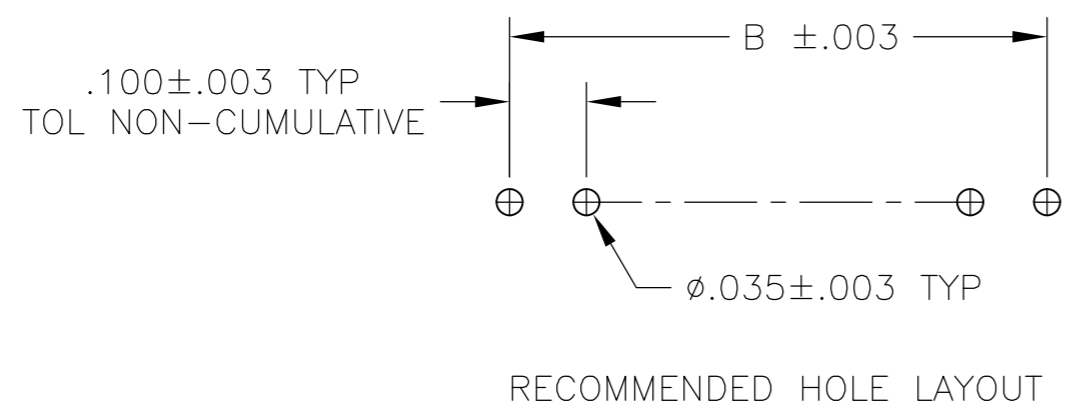 B ±.003
.100±.003 TYP
TOL NON-CUMULATIVE
ø.035±.003 TYP
RECOMMENDED HOLE LAYOUT